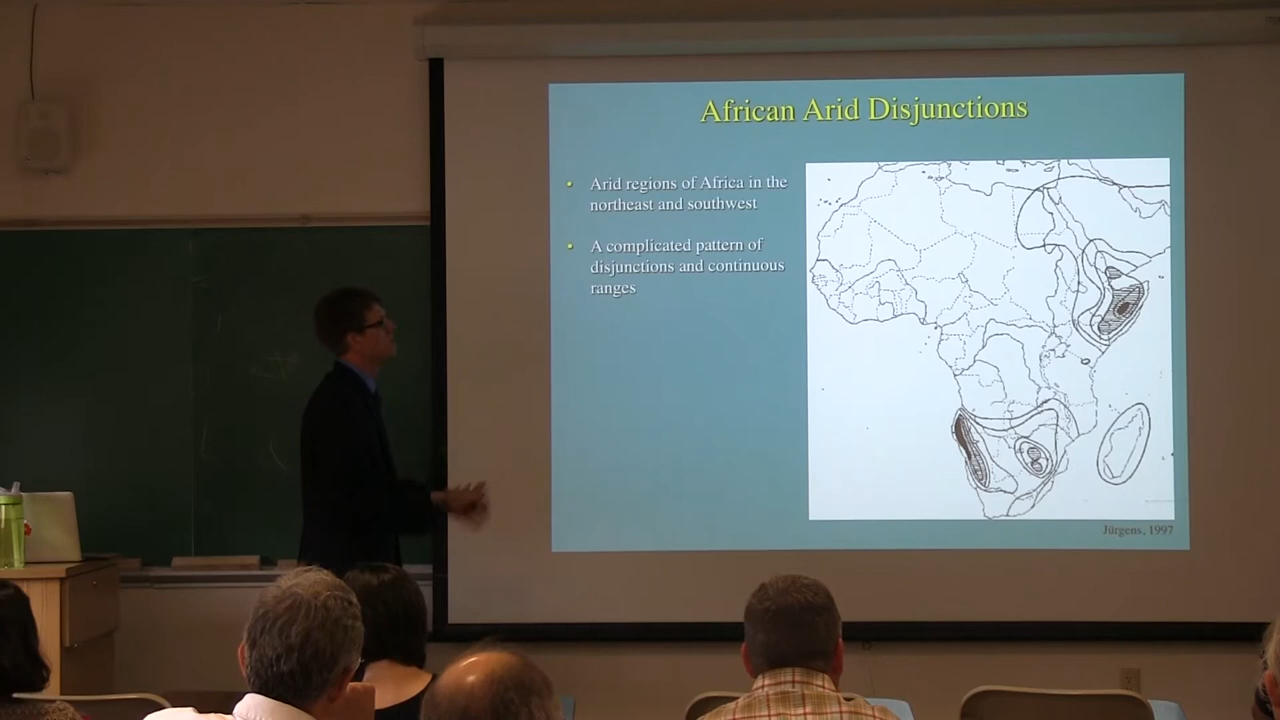 African Arid Disjunctions
• Arid regions of Africa in the
northeast and southwest
• A complicated pattern of
disjunctions and continuous
ranges
Jürgens, 1997